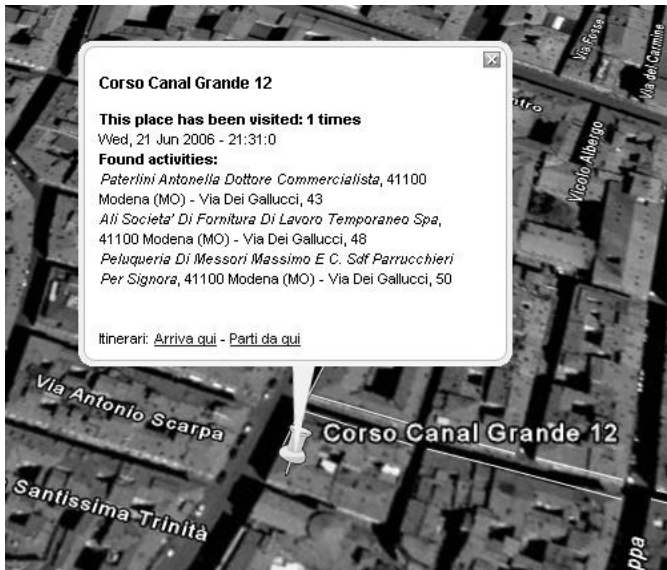 Corso Canal Grande 12
This place has been visited: 1 times
Wed, 21 Jun 2006 - 21:31:0
Found activities:
Paterlini Antonella Dottore Commercialista, 41100
Modena (MO) - Via Dei Gallucci, 43
Ali Societa' Di Fornitura Di Lavoro Temporaneo Spa,
41100 Modena (MO) - Via Dei Gallucci, 48
Peluqueria Di Messori Massimo E C. Sdf Parrucchieri
Per Signora, 41100 Modena (MO) - Via Dei Gallucci, 50
Itinerari: Arriva qui - Parti da qui
Via Fosse
Via del Carmine
ntro
Vicolo Albergo
Via Antonio Scarpa
Corso Canal Grande 12
Santissima Trinità
ppa